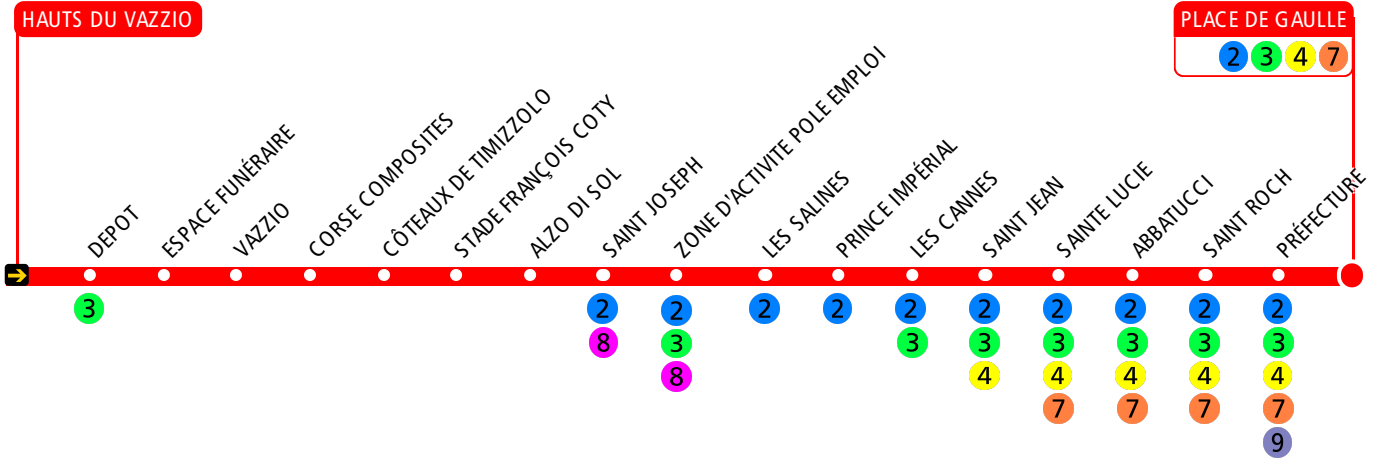 HAUTS DU VAZZIO
PLACE DE GAULLE
2 3 4 7
DEPOT
ESPACE FUNÉRAIRE
VAZZIO
CORSE COMPOSITES
CÔTEAUX DE TIMIZZOLO
STADE FRANÇOIS COTY
ALZO DI SOL
SAINT JOSEPH
ZONE D'ACTIVITE POLE EMPLOI
LES SALINES
PRINCE IMPÉRIAL
LES CANNES
SAINT JEAN
SAINTE LUCIE
ABBATUCCI
SAINT ROCH
PRÉFECTURE
3 2 2 2 2 2 2 2 2 2 2
8 3 3 3 3 3 3 3
8 4 4 4 4 4
7 7 7 7
9